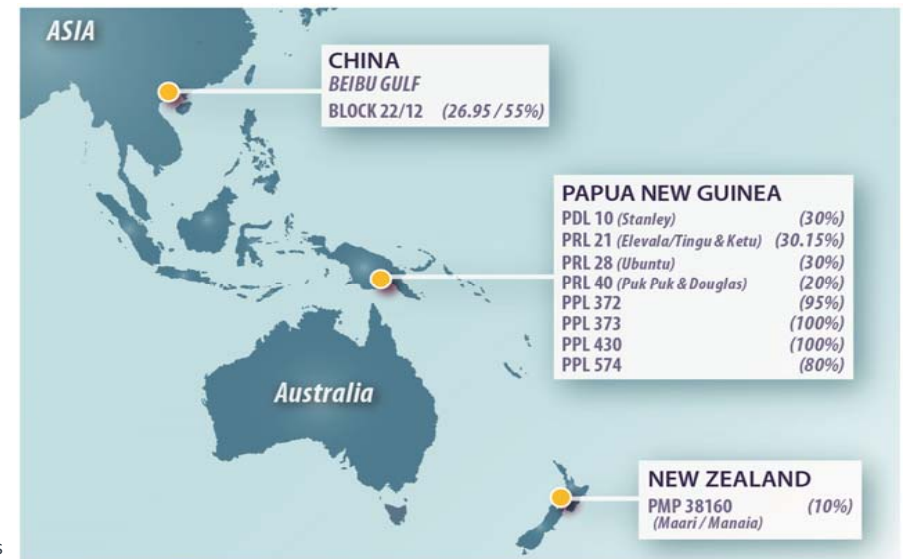 ASIA
CHINA
BEIBU GULF
BLOCK 22/12 (26.95 / 55%)
PAPUA NEW GUINEA
PDL 10 (Stanley) (30%)
PRL 21 (Elevala/Tingu & Ketu) (30.15%)
PRL 28 (Ubuntu) (30%)
PRL 40 (Puk Puk & Douglas) (20%)
PPL 372 (95%)
PPL 373 (100%)
PPL 430 (100%)
PPL 574 (80%)
Australia
NEW ZEALAND
PMP 38160 (10%)
(Maari / Manaia)
s